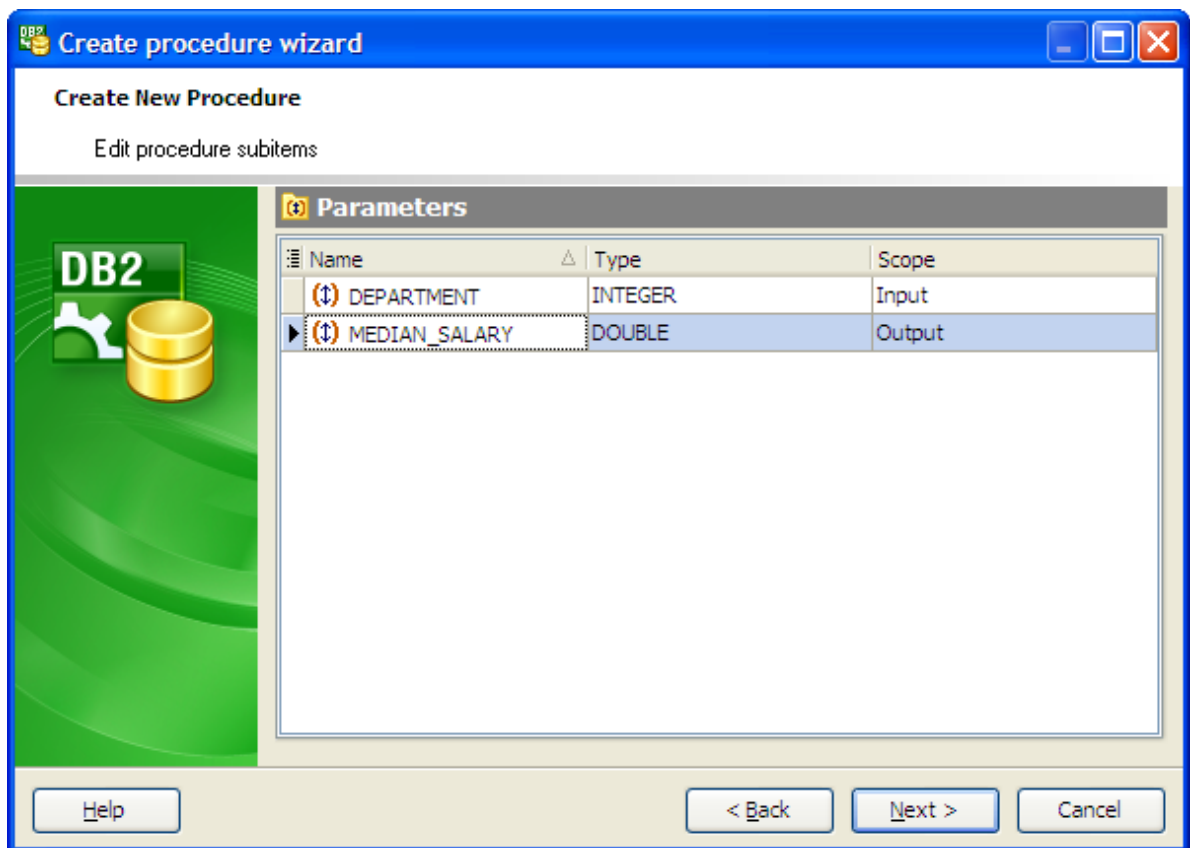 Create procedure wizard
Create New Procedure
Edit procedure subitems
DB2
Parameters
Name Type Scope
DEPARTMENT INTEGER Input
MEDIAN_SALARY DOUBLE Output
Help < Back Next > Cancel